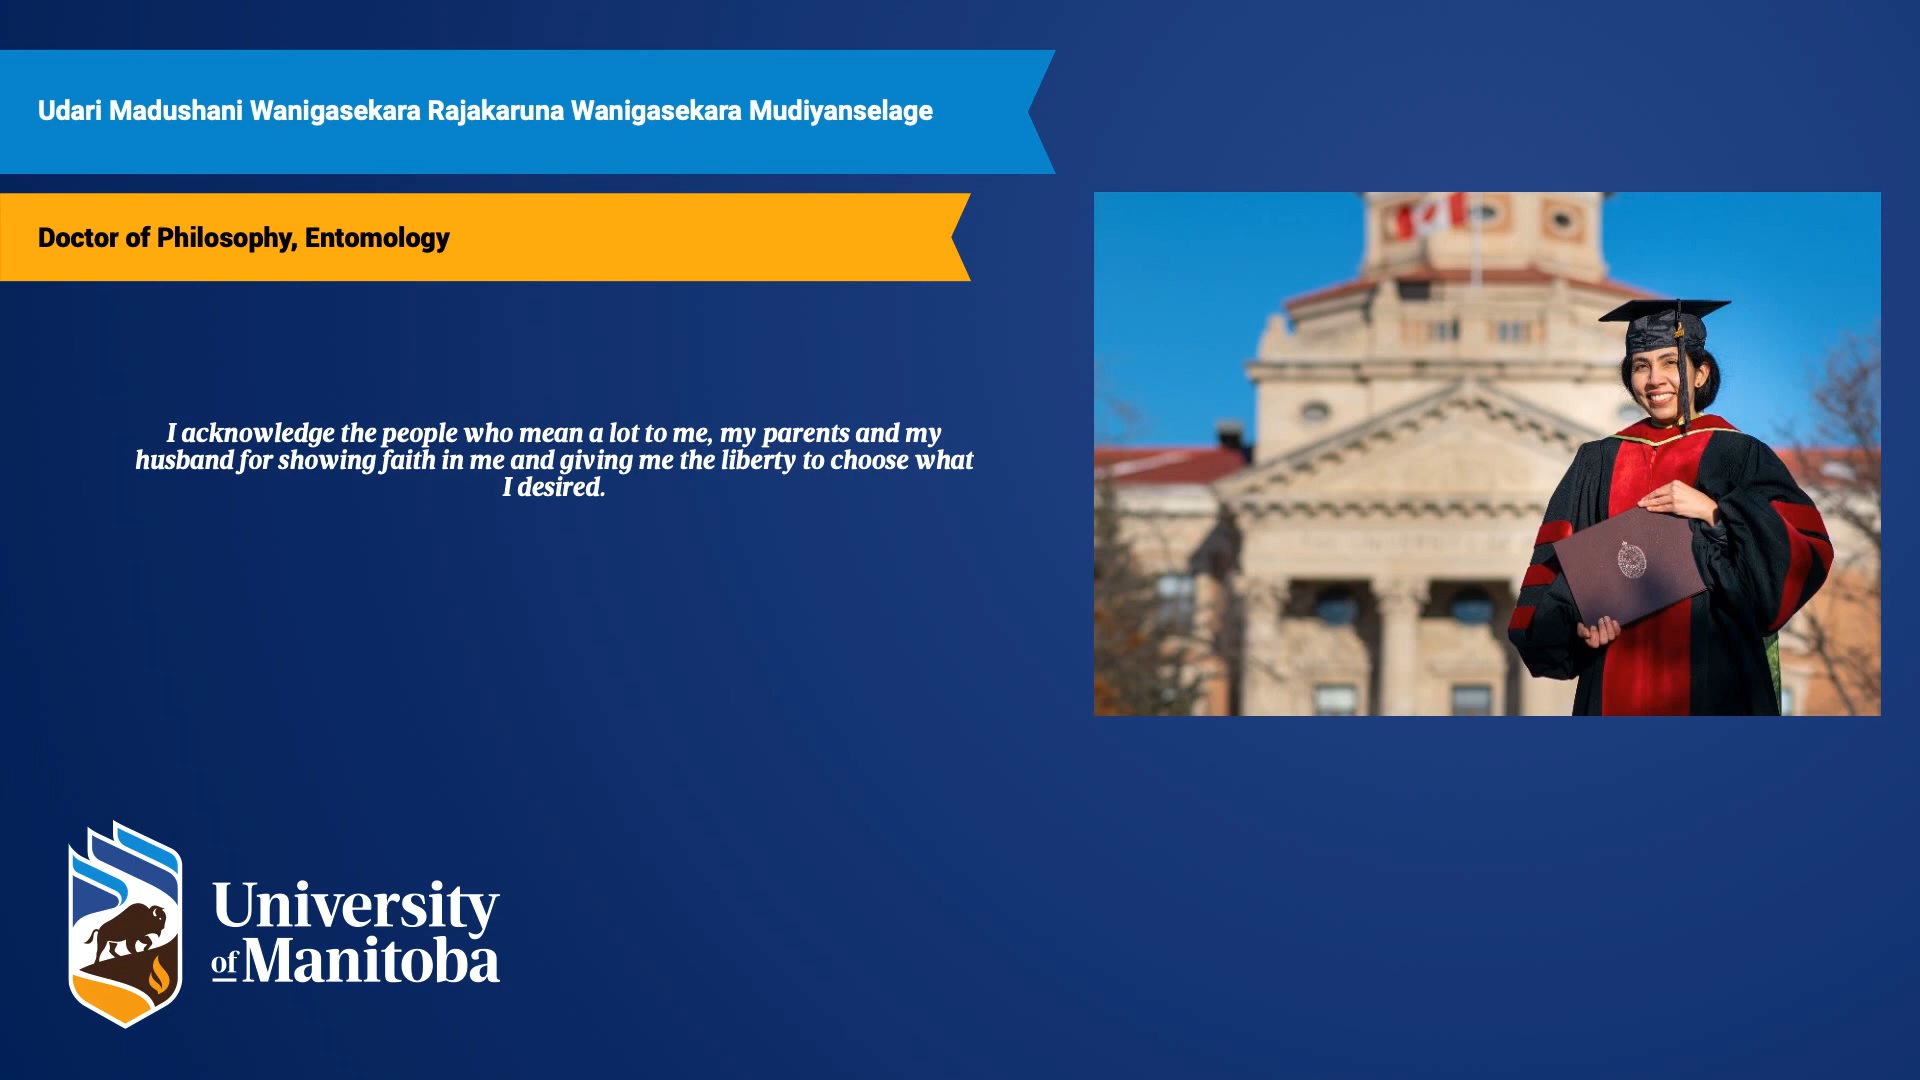 Udari Madushani Wanigasekara Rajakaruna Wanigasekara Mudiyanselage
Doctor of Philosophy, Entomology
I acknowledge the people who mean a lot to me, my parents and my
husband for showing faith in me and giving me the liberty to choose what
I desired.
University
of Manitoba